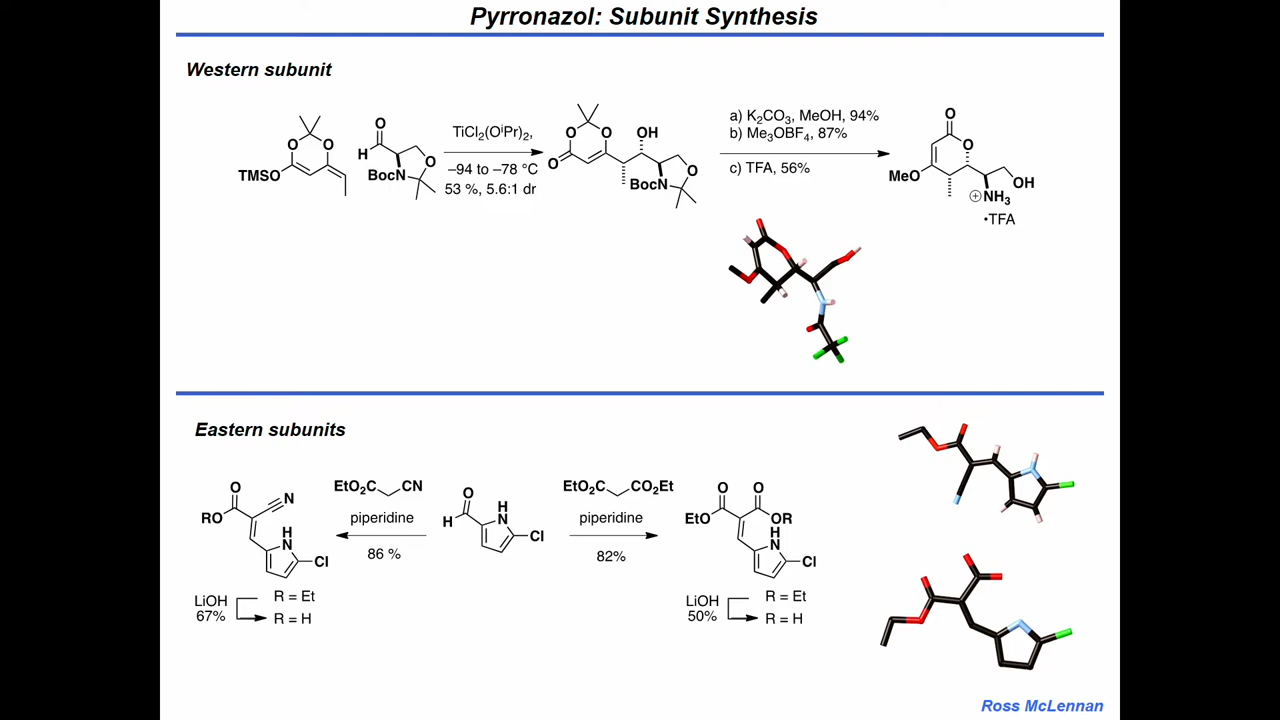 Pyrronazol: Subunit Synthesis
Western subunit
O O
TMSO
O
H
O
BocN
TiCl2(OiPr)2,
–94 to –78 °C
53 %, 5.6:1 dr
O O OH
O
O
BocN
a) K2CO3, MeOH, 94%
b) Me3OBF4, 87%
c) TFA, 56%
O
O
MeO
OH
⊕NH3
•TFA
Eastern subunits
O
RO
N
H
N
Cl
R = Et
R = H
LiOH
67%
EtO2C CN
piperidine
86 %
O
H
H
N
Cl
EtO2C CO2Et
piperidine
82%
O O
EtO OR
H
N
Cl
R = Et
R = H
LiOH
50%
Ross McLennan